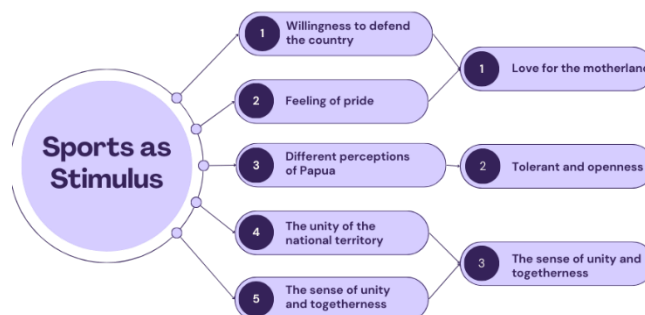 Sports as
Stimulus
1
Willingness to defend
the country
2
Feeling of pride
3
Different perceptions
of Papua
4
The unity of the
national territory
5
The sense of unity
and togetherness
1
Love for the motherland
2
Tolerant and openness
3
The sense of unity and
togetherness